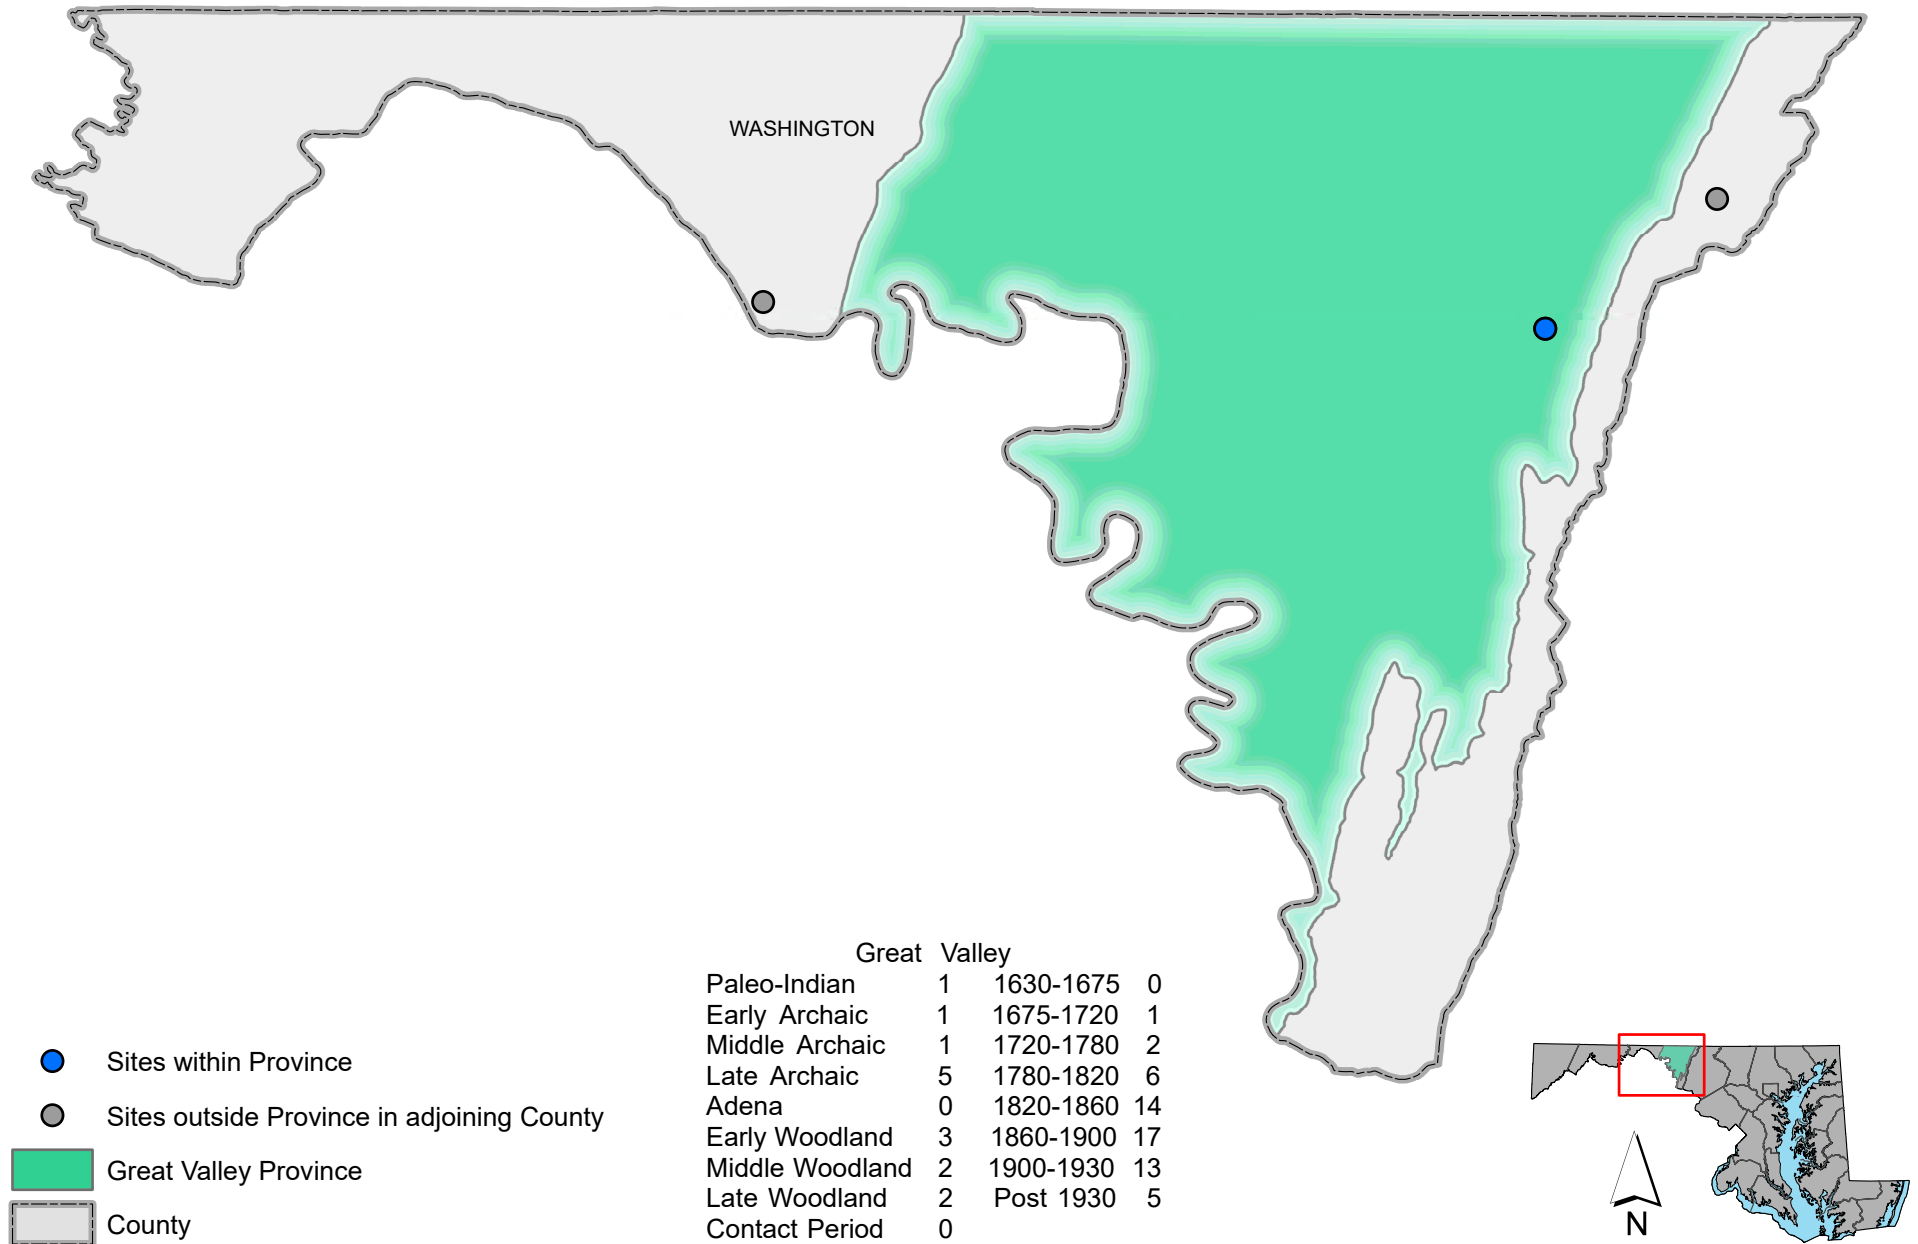 WASHINGTON
Great Valley
Paleo-Indian 1 1630-1675 0
Early Archaic 1 1675-1720 1
Middle Archaic 1 1720-1780 2
Late Archaic 5 1780-1820 6
Adena 0 1820-1860 14
Early Woodland 3 1860-1900 17
Middle Woodland 2 1900-1930 13
Late Woodland 2 Post 1930 5
Contact Period 0
Sites within Province
Sites outside Province in adjoining County
Great Valley Province
County
N